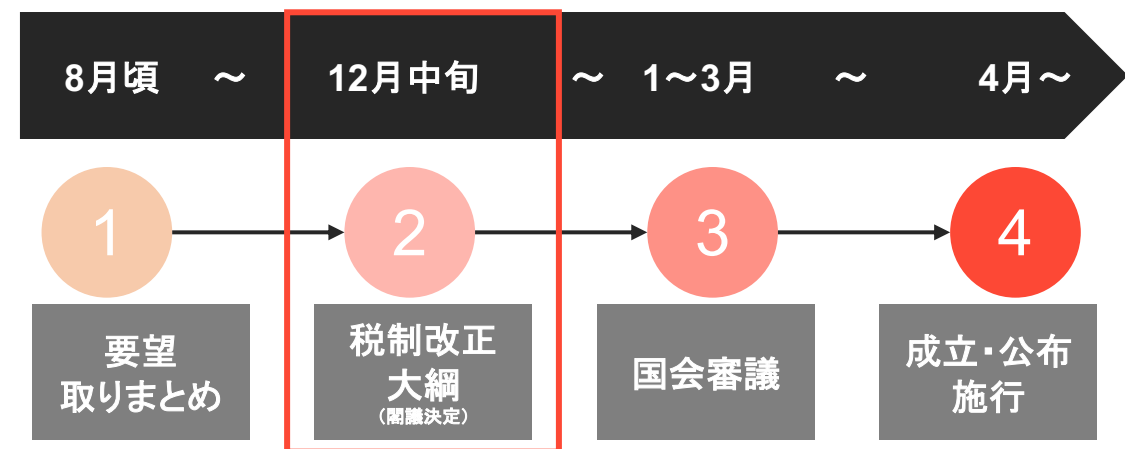 8月頃 ～ 12月中旬 ～ 1～3月 ～ 4月～
1 2 3 4
要望
取りまとめ
税制改正
大綱
（閣議決定）
国会審議
成立・公布
施行